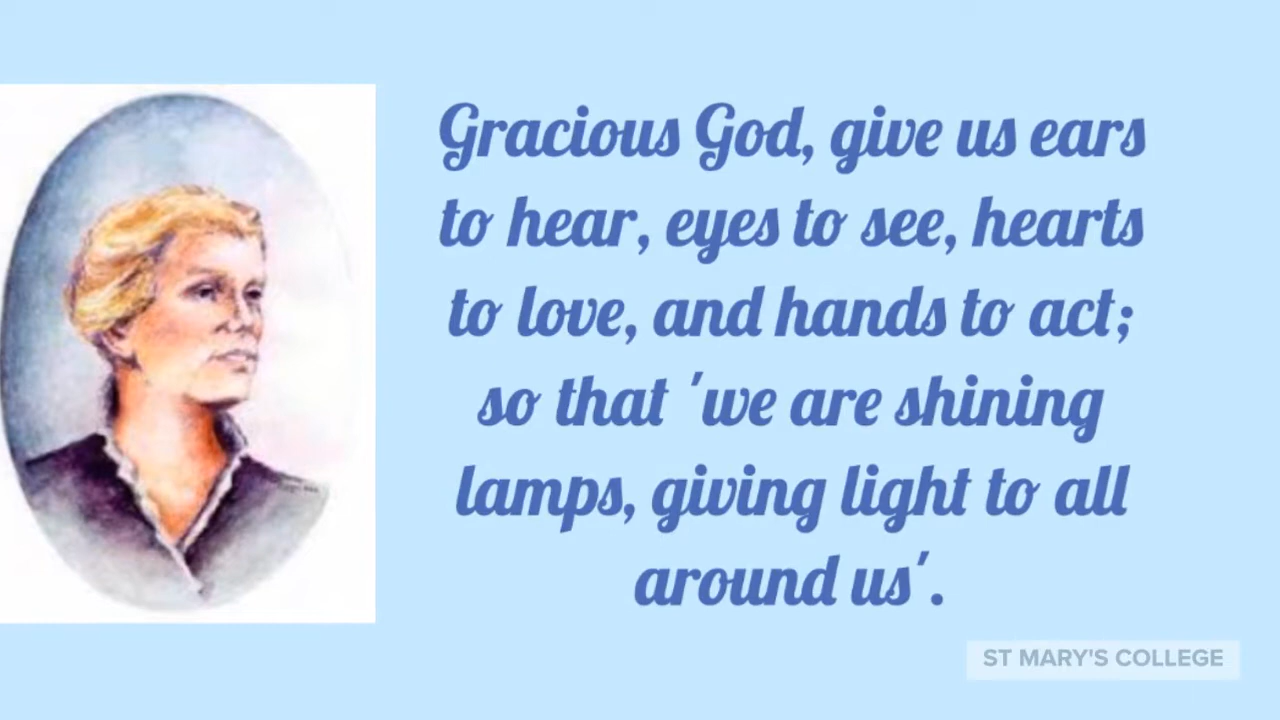 Gracious God, give us ears
to hear, eyes to see, hearts
to love, and hands to act;
so that 'we are shining
lamps, giving light to all
around us'.
ST MARY'S COLLEGE